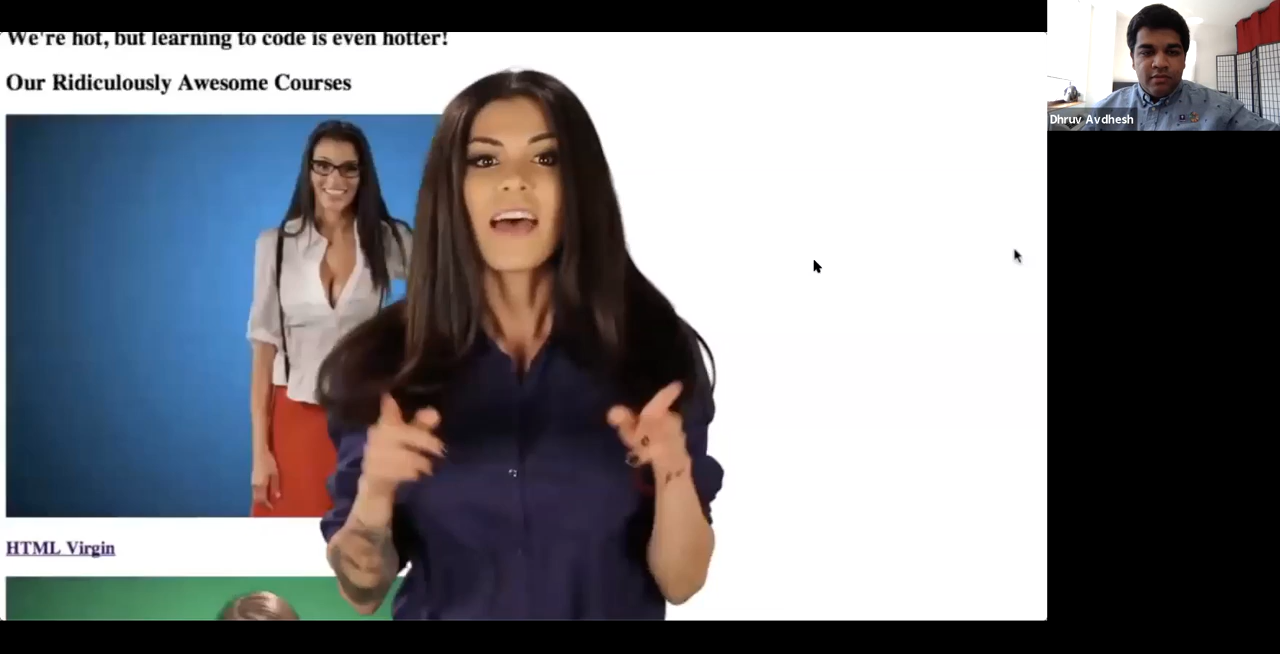 We're hot, but learning to code is even hotter!
Our Ridiculously Awesome Courses
HTML Virgin
Dhruv Avdhesh